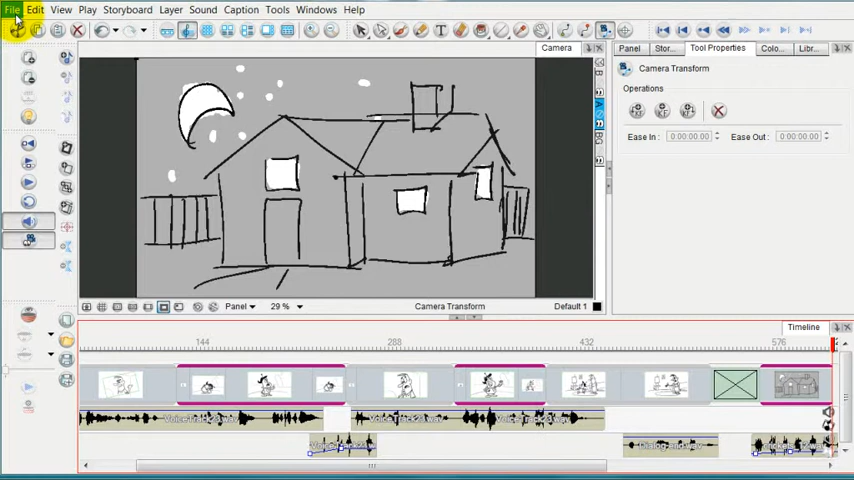 File Edit View Play Storyboard Layer Sound Caption Tools Windows Help
Camera
Panel Stor... Tool Properties Colo... Libr...
Camera Transform
Operations
Ease In : 0:00:00.00 Ease Out : 0:00:00.00
BG
Panel 29 % Camera Transform Default 1
Timeline
144 288 432 576